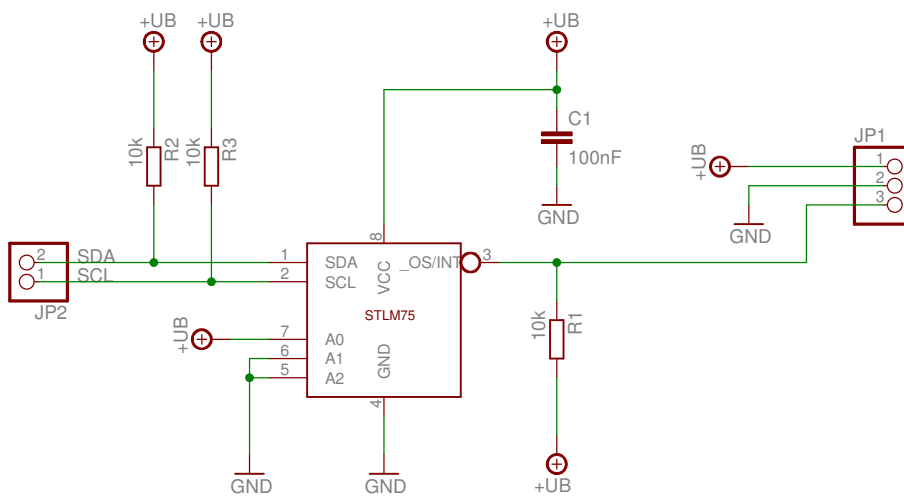 +UB
+UB
+UB
10k
R2
10k
R3
C1
100nF
GND
JP1
+UB
1
2
3
GND
2
SDA
1
SCL
JP2
8
1
SDA
2
SCL
VCC
_OS/INT
3
STLM75
+UB
7
A0
6
A1
5
A2
GND
4
10k
R1
GND
GND
+UB